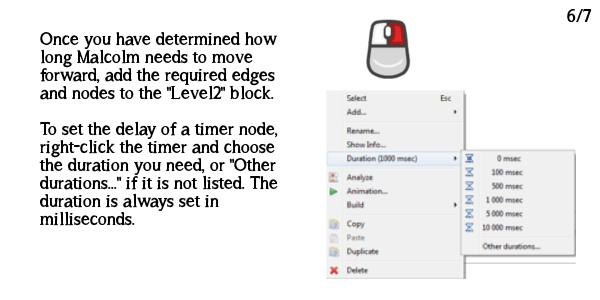 6/7
Once you have determined how
long Malcolm needs to move
forward, add the required edges
and nodes to the "Level2" block.
To set the delay of a timer node,
right-click the timer and choose
the duration you need, or "Other
durations..." if it is not listed. The
duration is always set in
milliseconds.
Select Esc
Add...
Rename...
Show Info...
Duration (1000 msec)
Analyze
Animation...
Build
Copy
Paste
Duplicate
Delete
0 msec
100 msec
500 msec
1 000 msec
5 000 msec
10 000 msec
Other durations...